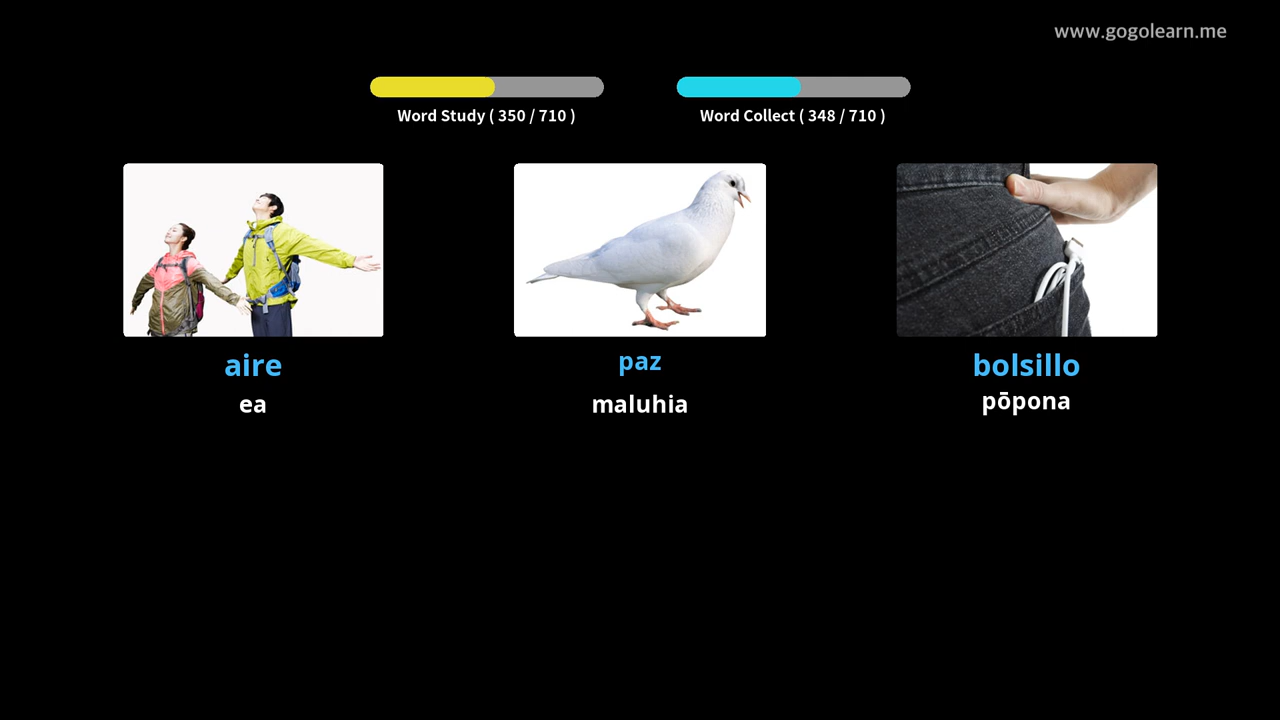 www.gogolearn.me
Word Study ( 350 / 710 )
Word Collect ( 348 / 710 )
aire
paz
bolsillo
ea
maluhia
pōpona